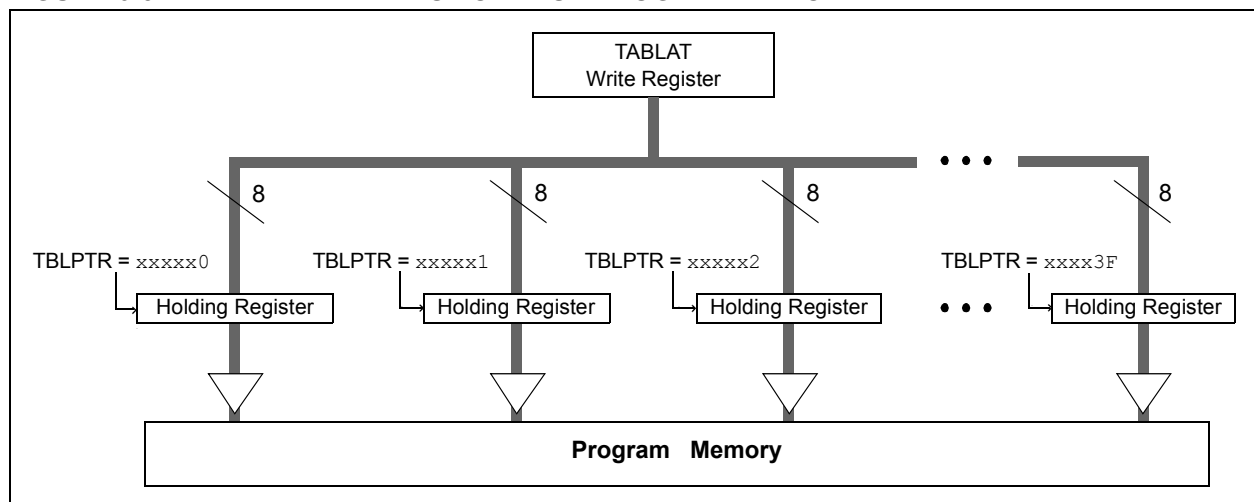 TABLAT
Write Register
8 8 8 8
TBLPTR = xxxxx0 TBLPTR = xxxxx1 TBLPTR = xxxxx2 TBLPTR = xxxx3F
Holding Register Holding Register Holding Register Holding Register
Program Memory